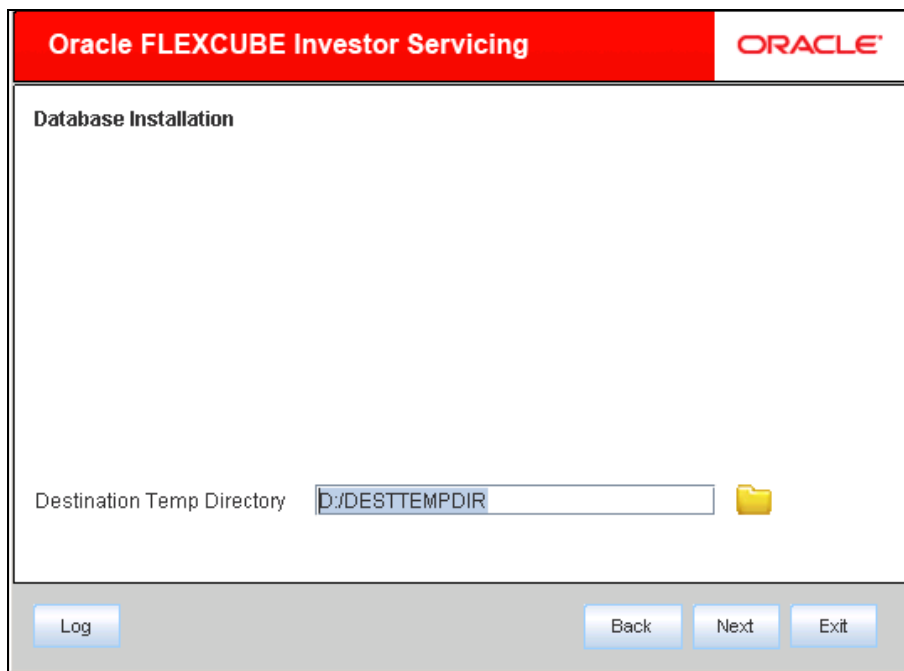 Oracle FLEXCUBE Investor Servicing
ORACLE
Database Installation
Destination Temp Directory D:/DESTTEMPDIR
Log Back Next Exit